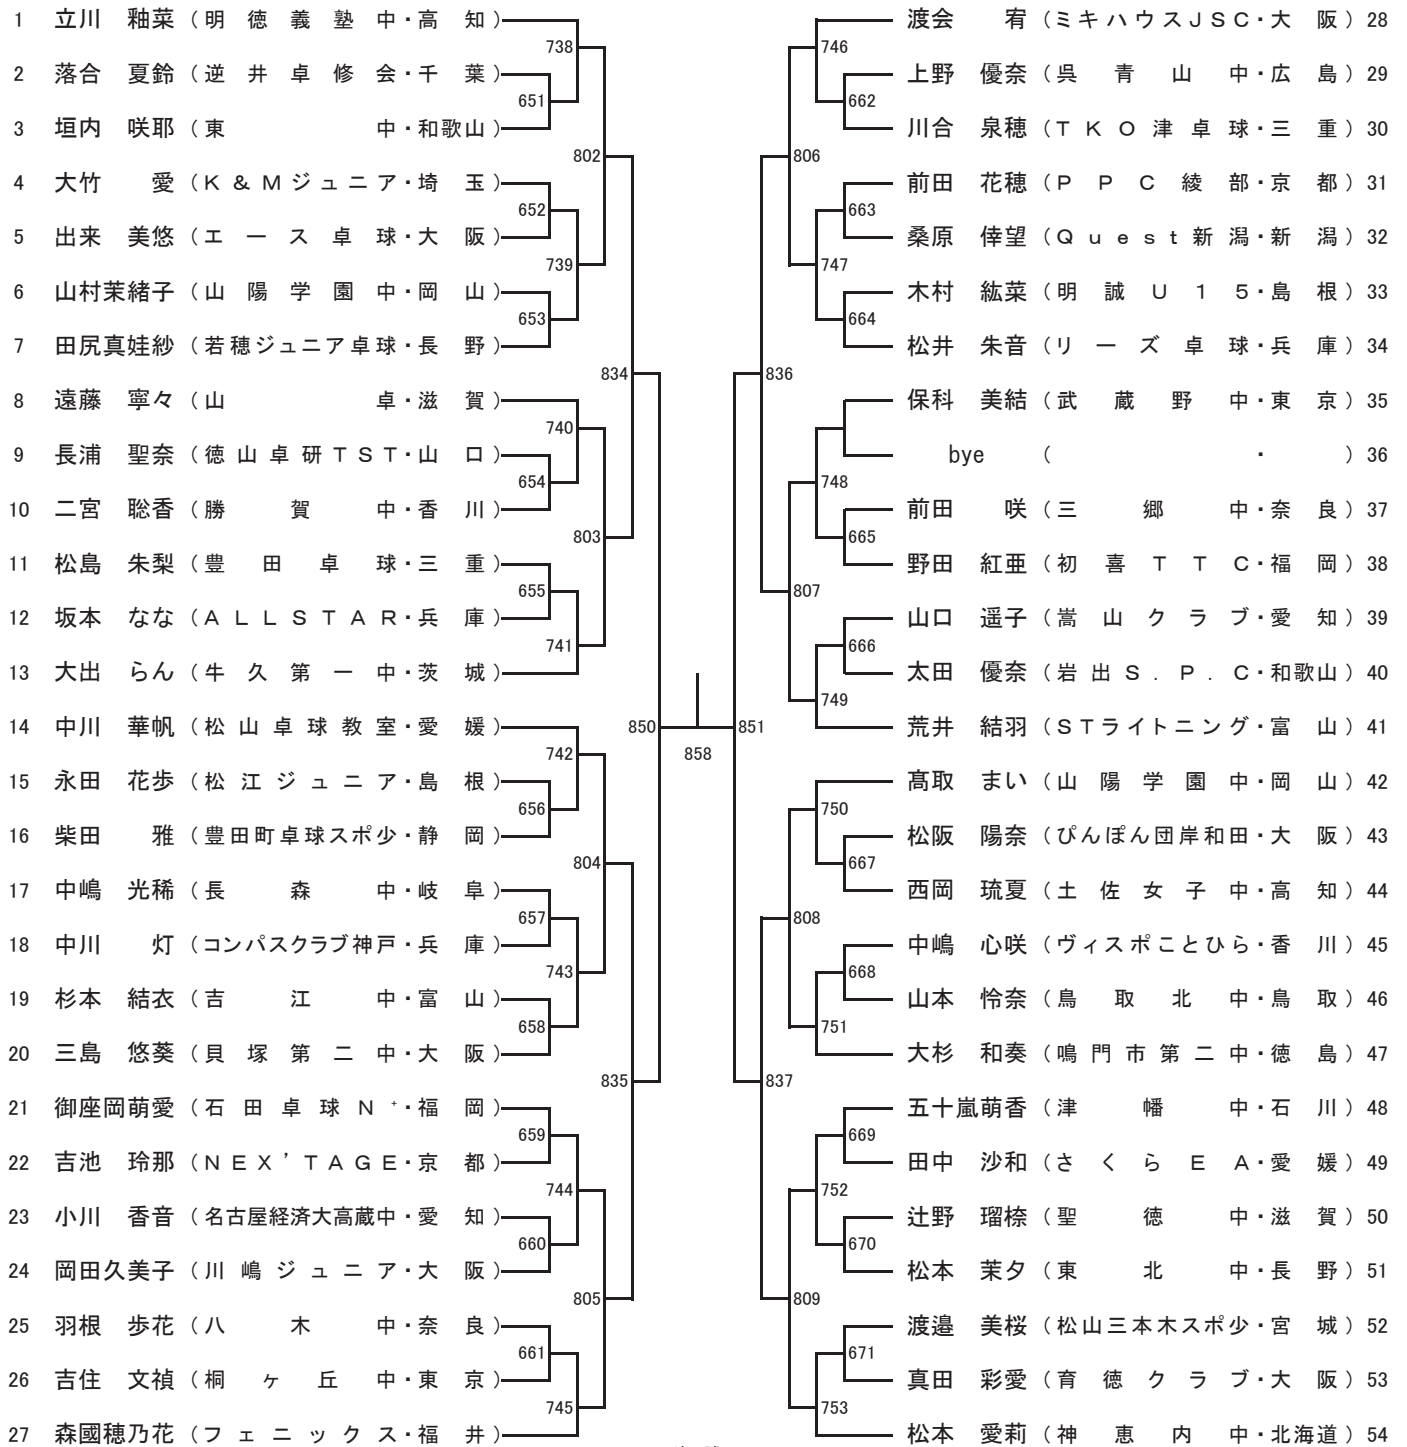 1 立川 釉菜 (明徳義塾中・高知)
2 落合 夏鈴 (逆井卓修会・千葉)
3 垣内 咲耶 (東中・和歌山)
4 大竹 愛 (K&Mジュニア・埼玉)
5 出来 美悠 (エース卓球・大阪)
6 山村茉緒子 (山陽学園中・岡山)
7 田尻真娃紗 (若穂ジュニア卓球・長野)
8 遠藤 寧々 (山卓・滋賀)
9 長浦 聖奈 (徳山卓研TST・山口)
10 二宮 聡香 (勝賀中・香川)
11 松島 朱梨 (豊田卓球・三重)
12 坂本 なな (ALLSTAR・兵庫)
13 大出 らん (牛久第一中・茨城)
14 中川 華帆 (松山卓球教室・愛媛)
15 永田 花歩 (松江ジュニア・島根)
16 柴田 雅 (豊田町卓球スポ少・静岡)
17 中嶋 光稀 (長森中・岐阜)
18 中川 灯 (コンパスクラブ神戸・兵庫)
19 杉本 結衣 (吉江中・富山)
20 三島 悠葵 (貝塚第二中・大阪)
21 御座岡萌愛 (石田卓球N+・福岡)
22 吉池 玲那 (NEX'TAGE・京都)
23 小川 香音 (名古屋経済大高蔵中・愛知)
24 岡田久美子 (川嶋ジュニア・大阪)
25 羽根 歩花 (八木中・奈良)
26 吉住 文禎 (桐ヶ丘中・東京)
27 森國穂乃花 (フェニックス・福井)
651
652
653
654
655
656
657
658
659
660
661
738
739
740
741
742
743
744
745
802
803
804
805
834
835
850
858
851
836
837
806
807
808
809
746
747
748
749
750
751
752
753
662
663
664
665
666
667
668
669
670
671
渡会 宥 (ミキハウスJSC・大阪) 28
上野 優奈 (呉青山中・広島) 29
川合 泉穂 (TKO津卓球・三重) 30
前田 花穂 (PPC綾部・京都) 31
桑原 倖望 (Quest新潟・新潟) 32
木村 紘菜 (明誠U15・島根) 33
松井 朱音 (リーズ卓球・兵庫) 34
保科 美結 (武蔵野中・東京) 35
bye ( ・ ) 36
前田 咲 (三郷中・奈良) 37
野田 紅亜 (初喜TTC・福岡) 38
山口 遥子 (嵩山クラブ・愛知) 39
太田 優奈 (岩出S.P.C・和歌山) 40
荒井 結羽 (STライトニング・富山) 41
髙取 まい (山陽学園中・岡山) 42
松阪 陽奈 (ぴんぽん団岸和田・大阪) 43
西岡 琉夏 (土佐女子中・高知) 44
中嶋 心咲 (ヴィスポことひら・香川) 45
山本 怜奈 (鳥取北中・鳥取) 46
大杉 和奏 (鳴門市第二中・徳島) 47
五十嵐萌香 (津幡中・石川) 48
田中 沙和 (さくらEA・愛媛) 49
辻野 瑠棕 (聖徳中・滋賀) 50
松本 茉夕 (東北中・長野) 51
渡邉 美桜 (松山三本木スポ少・宮城) 52
真田 彩愛 (育徳クラブ・大阪) 53
松本 愛莉 (神恵内中・北海道) 54